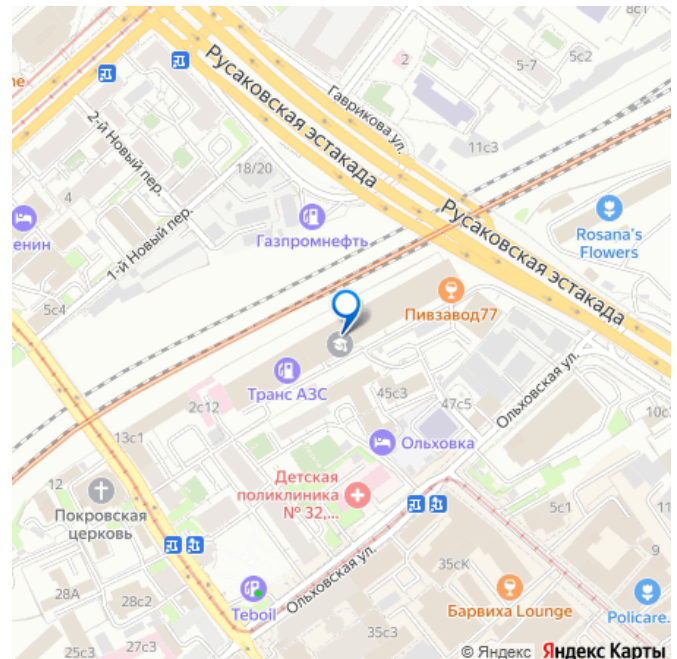 8с1
2
5-7
5с2
Русаковская эстакада
Гаврикова Ул.
11с3
2-й Новый пер.
18/20
4
1-й Новый пер.
Газпромнефть
Русаковская эстакада
Rosana's
Flowers
енин
5с4
Пивзавод77
Транс АЗС
2с12
45с3
47с5
Ольховская ул.
10с
13с1
Ольховка
12
Детская
поликлиника
№ 32,...
Покровская
церковь
5с1
11
9
28А
28с2
Teboil
Ольховская ул.
35сК
Барвиха Lounge
Policare.
25с3
27с3
35с3
© Яндекс Яндекс Карты